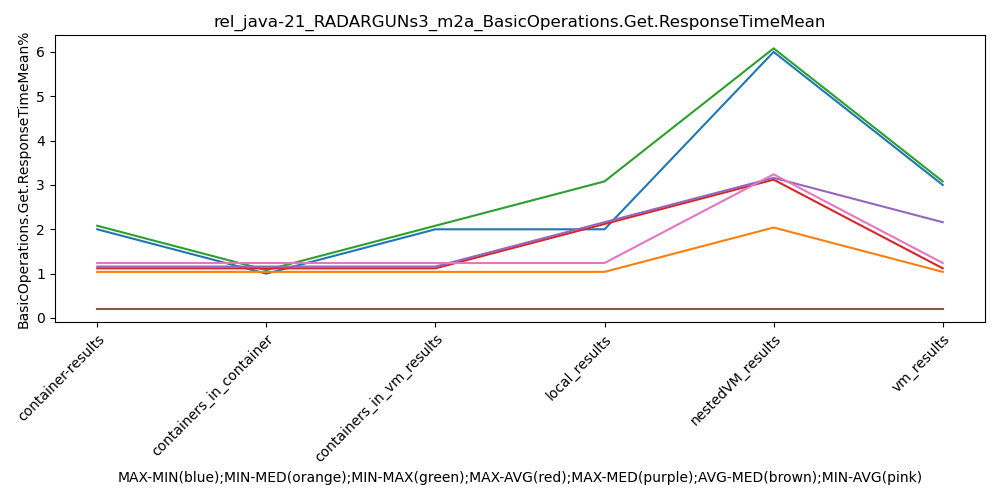 rel_java-21_RADARGUNs3_m2a_BasicOperations.Get.ResponseTimeMean
BasicOperations.Get.ResponseTimeMean%
6
5
4
3
2
1
0
container-results
containers_in_container
containers_in_vm_results
local_results
nestedVM_results
vm_results
MAX-MIN(blue);MIN-MED(orange);MIN-MAX(green);MAX-AVG(red);MAX-MED(purple);AVG-MED(brown);MIN-AVG(pink)